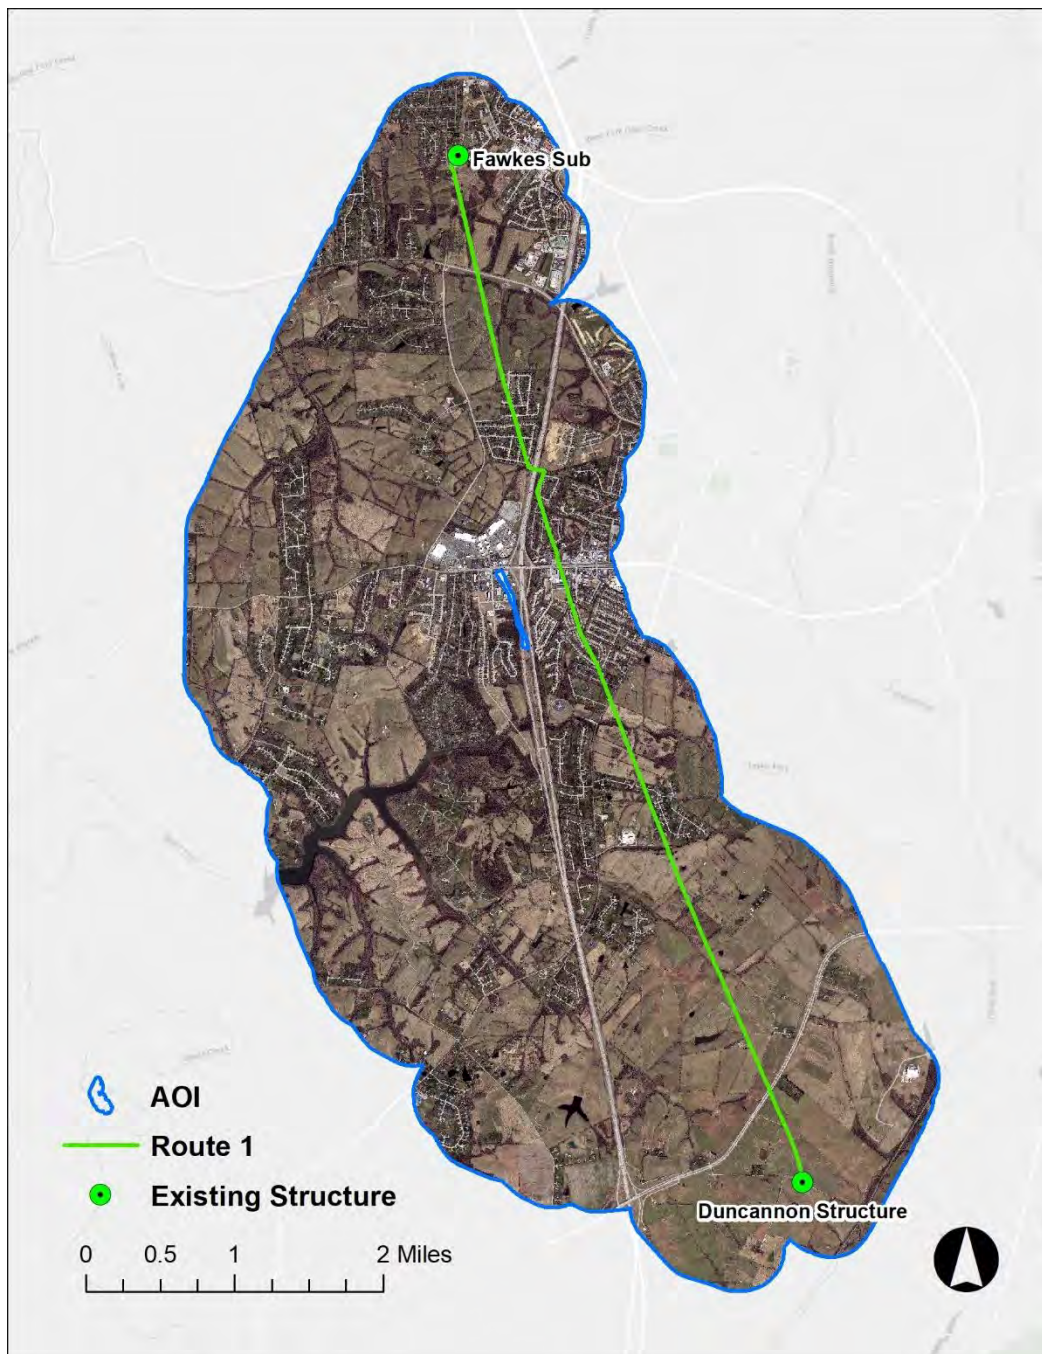 Fawkes Sub
Duncannon Structure
AOI
Route 1
Existing Structure
0 0.5 1 2 Miles